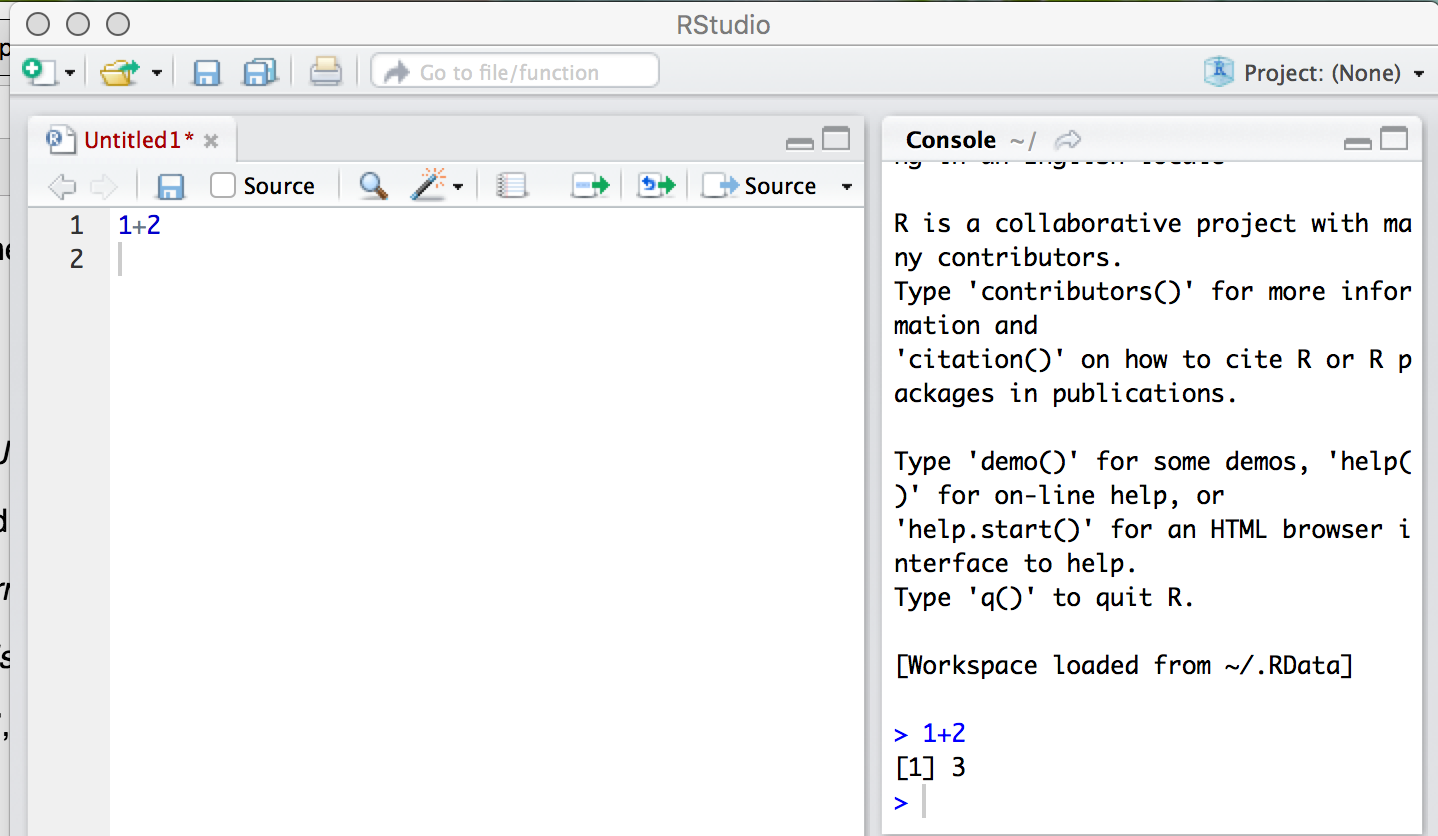 RStudio
Go to file/function
Project: (None)
Untitled1*
Source
Source
1 1+2
2
Console ~/
R is a collaborative project with ma
ny contributors.
Type 'contributors()' for more infor
mation and
'citation()' on how to cite R or R p
ackages in publications.
Type 'demo()' for some demos, 'help(
)' for on-line help, or
'help.start()' for an HTML browser i
nterface to help.
Type 'q()' to quit R.
[Workspace loaded from ~/.RData]
> 1+2
[1] 3
>